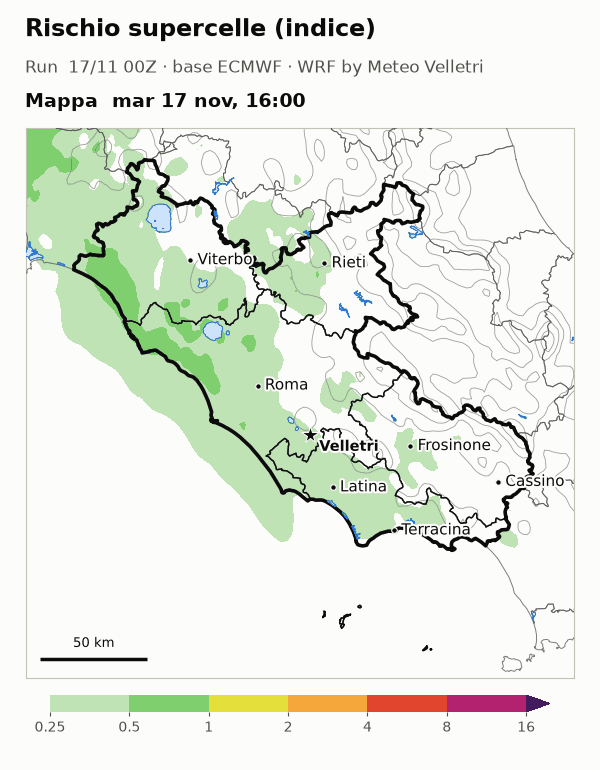 Rischio supercelle (indice)
Run  17/11 00Z · base ECMWF · WRF by Meteo Velletri
Mappa  mar 17 nov, 16:00
Viterbo
Rieti
Roma
Velletri
Frosinone
Cassino
Latina
Terracina
50 km
0.25 0.5 1 2 4 8 16